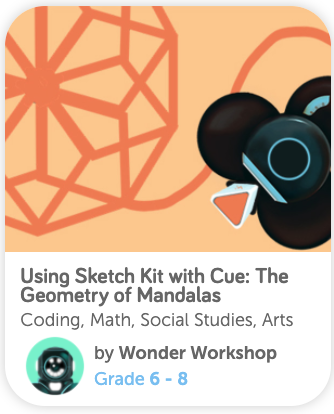 Using Sketch Kit with Cue: The
Geometry of Mandalas
Coding, Math, Social Studies, Arts
by Wonder Workshop
Grade 6 - 8